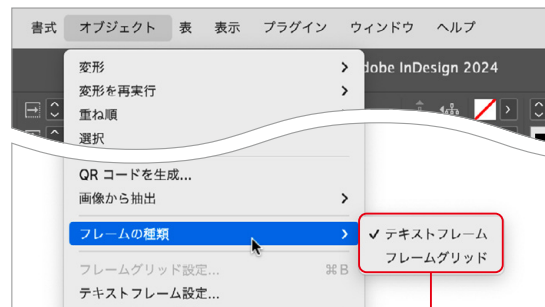 書式 オブジェクト 表 表示 プラグイン ウィンドウ ヘルプ
変形
dobe InDesign 2024
変形を再実行
重ね順
選択
QR コードを生成...
画像から抽出
フレームの種類
✓ テキストフレーム
フレームグリッド
フレームグリッド設定... ⌘B
テキストフレーム設定...